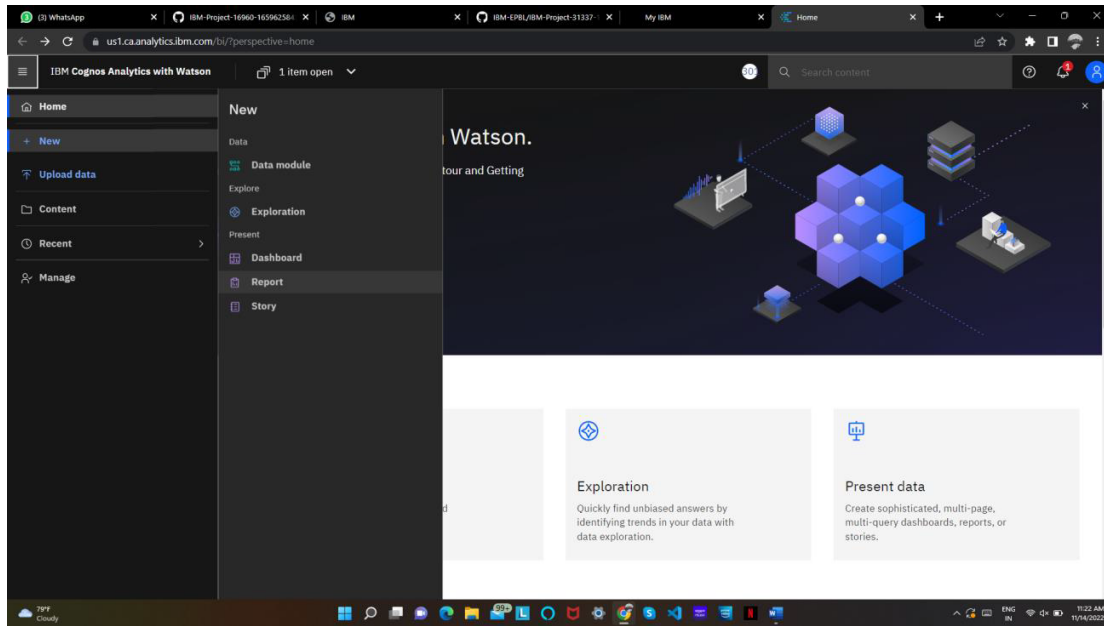 (3) WhatsApp
IBM-Project-16960-16596258
IBM
IBM-EPBL/IBM-Project-31337-1
My IBM
Home
us1.ca.analytics.ibm.com/bi/?perspective=home
IBM Cognos Analytics with Watson
1 item open
30
Search content
1
Home
New
Upload data
Content
Recent
Manage
New
Data
Data module
Explore
Exploration
Present
Dashboard
Report
Story
Watson.
tour and Getting
d
Exploration
Quickly find unbiased answers by
identifying trends in your data with
data exploration.
Present data
Create sophisticated, multi-page,
multi-query dashboards, reports, or
stories.
79°F
Cloudy
99+
ENG
IN
11:22 AM
11/14/2022